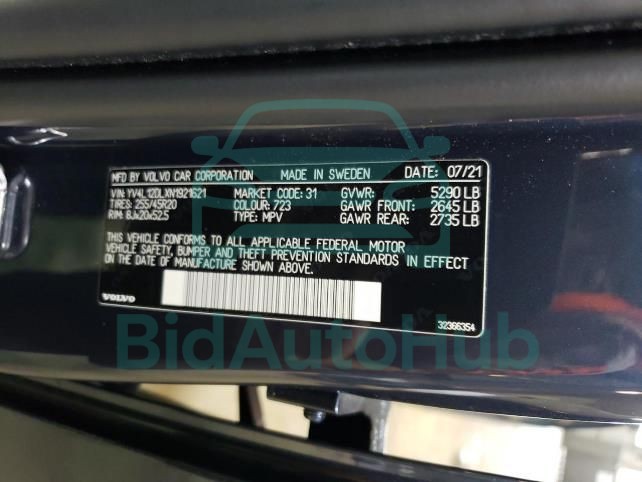 MFD BY VOLVO CAR CORPORATION MADE IN SWEDEN DATE: 07/21
VIN: YV4L12DLXN1921621 MARKET CODE: 31 GVWR: 5290 LB
TIRES: 255/45R20 COLOUR: 723 GAWR FRONT: 2645 LB
RIM: 8Jx20x52.5 TYPE: MPV GAWR REAR: 2735 LB
THIS VEHICLE CONFORMS TO ALL APPLICABLE FEDERAL MOTOR
VEHICLE SAFETY, BUMPER AND THEFT PREVENTION STANDARDS IN EFFECT
ON THE DATE OF MANUFACTURE SHOWN ABOVE.
VOLVO 32366354
BidAutoHub